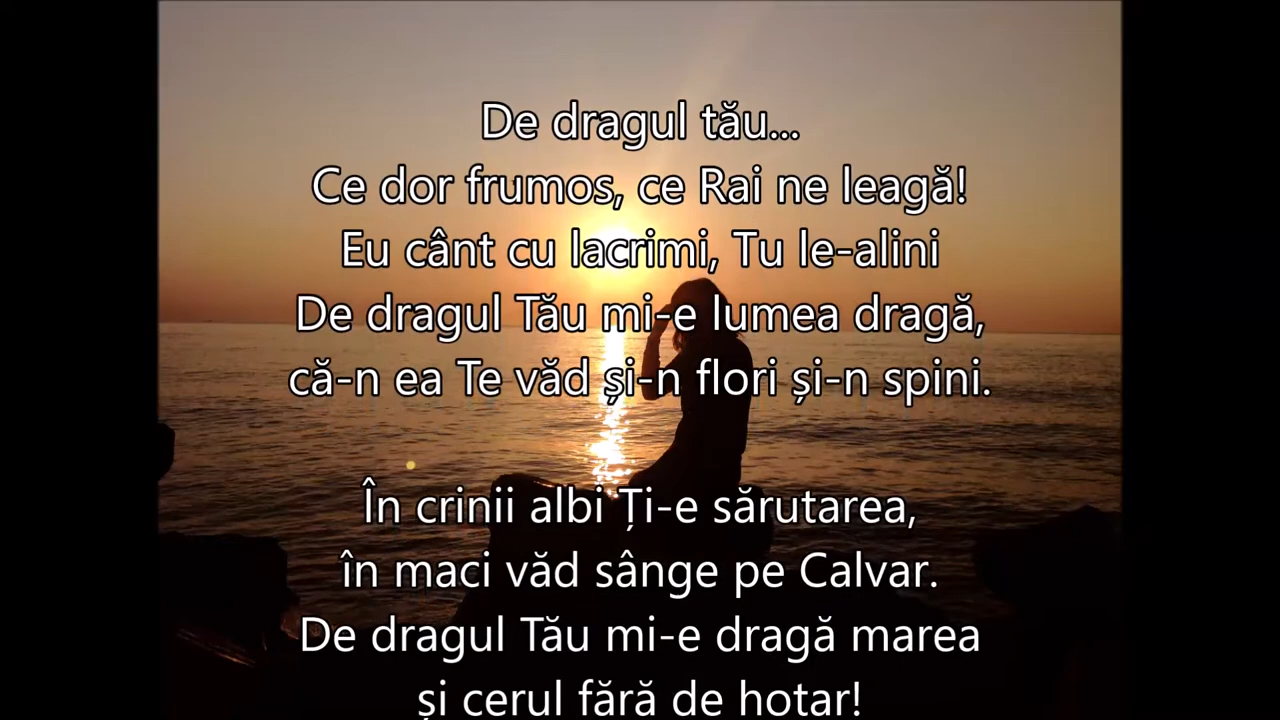 De dragul tău...
Ce dor frumos, ce Rai ne leagă!
Eu cânt cu lacrimi, Tu le-alini
De dragul Tău mi-e lumea dragă,
că-n ea Te văd și-n flori și-n spini.
În crinii albi Ți-e sărutarea,
în maci văd sânge pe Calvar.
De dragul Tău mi-e dragă marea
și cerul fără de hotar!